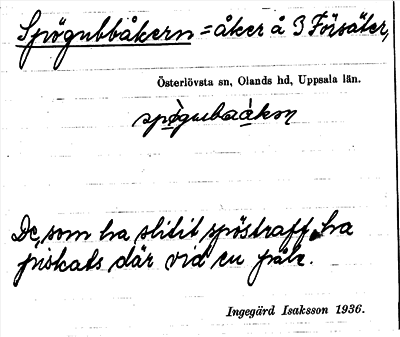 Spögubbåkern = åker å 3 Försäter,
Österlövsta sn, Olands hd, Uppsala län.
spògubaàkæn
De, som ha slitit spöstraff, ha
piskats där vid en påle.
Ingegärd Isaksson 1936.